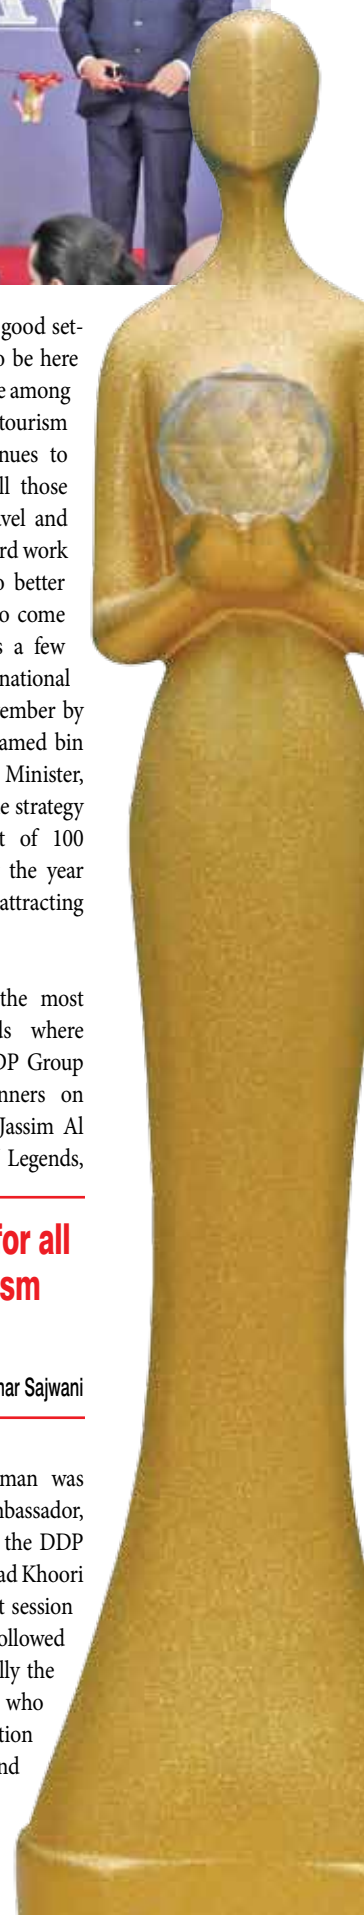 good set-
o be here
e among
tourism
nues to
ll those
vel and
rd work
o better
o come
s a few
national
ember by
amed bin
Minister,
e strategy
t of 100
the year
attracting
the most
ds where
DP Group
nners on
Jassim Al
Legends,
for all
sm
nar Sajwani
man was
nbassador,
the DDP
ad Khoori
t session
ollowed
lly the
who
tion
nd